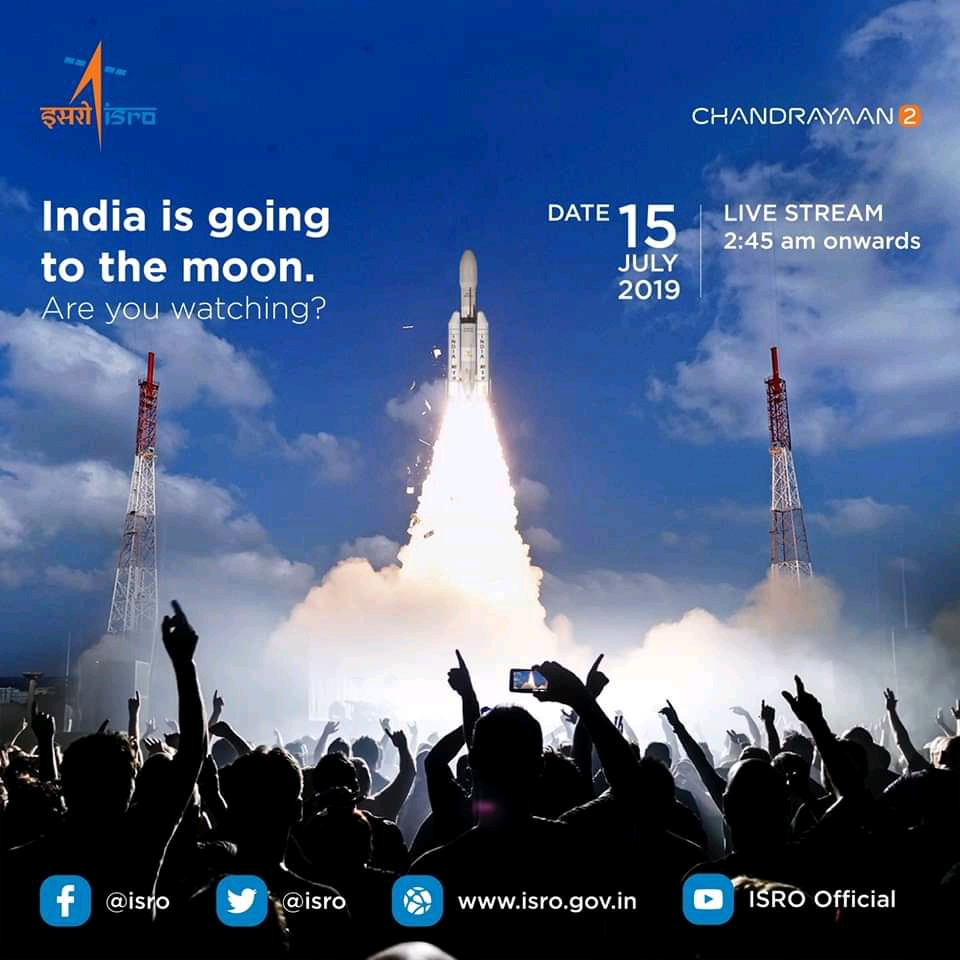 इसरो isro
CHANDRAYAAN 2
India is going
to the moon.
Are you watching?
DATE 15
JULY
2019
LIVE STREAM
2:45 am onwards
@isro
@isro
www.isro.gov.in
ISRO Official